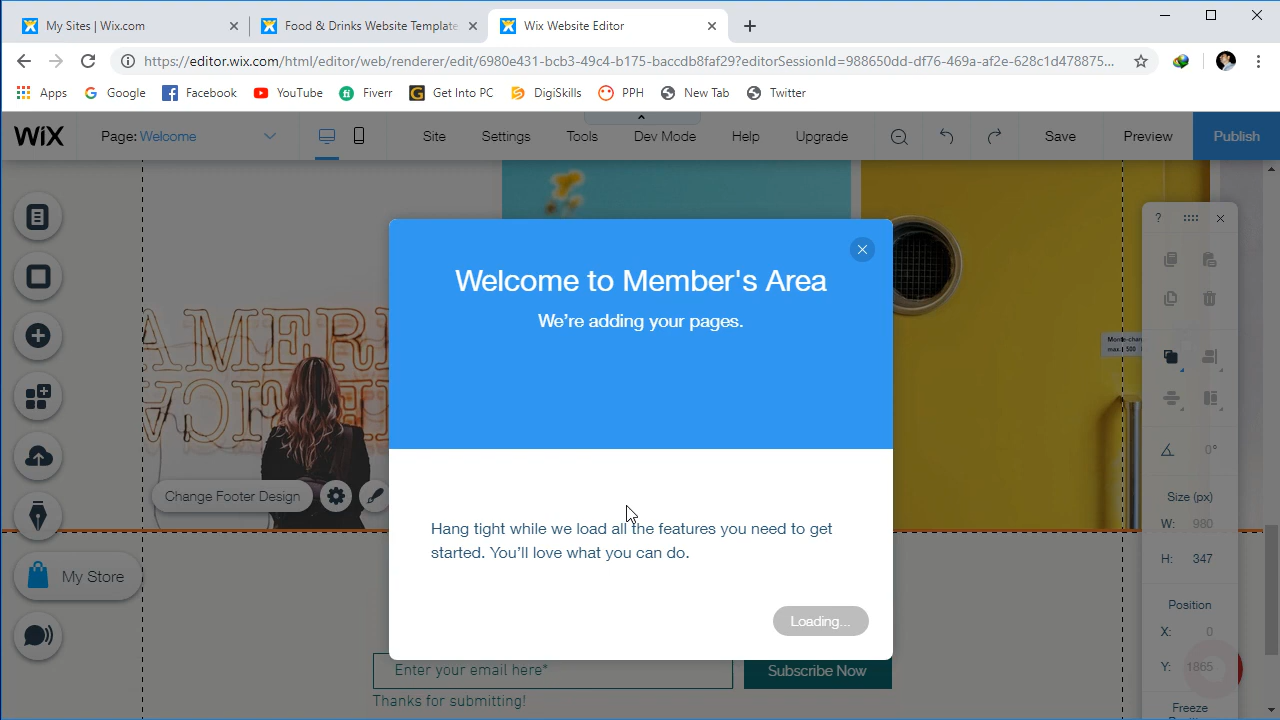 My Sites | Wix.com
Food & Drinks Website Template
Wix Website Editor
https://editor.wix.com/html/editor/web/renderer/edit/0980e431-bcb3-49c4-b175-baccdb8faf29?editorSessionId=988650dd-df76-469a-af2e-628c1d478875...
Apps
Google
Facebook
YouTube
Fiverr
Get Into PC
DigiSkills
PPH
New Tab
Twitter
WiX
Page: Welcome
Site
Settings
Tools
Dev Mode
Help
Upgrade
Save
Preview
Publish
?
Welcome to Member's Area
We're adding your pages.
AMERI
max. 500
0°
Change Footer Design
Size (px)
W: 980
Hang tight while we load all the features you need to get
started. You'll love what you can do.
H: 347
My Store
Position
Loading...
X: 0
Y: 1865
Enter your email here*
Subscribe Now
Thanks for submitting!
Freeze